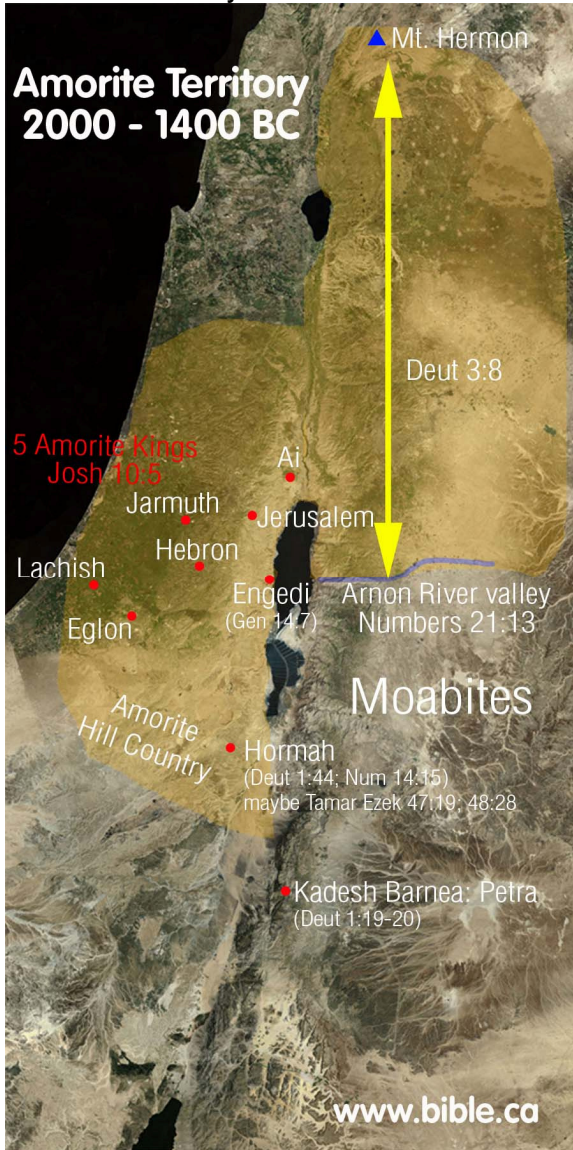 Mt. Hermon
Amorite Territory
2000 - 1400 BC
Deut 3:8
5 Amorite Kings
Josh 10:5
Ai
Jarmuth
Jerusalem
Hebron
Lachish
Engedi
(Gen 14:7)
Arnon River valley
Numbers 21:13
Eglon
Moabites
Amorite
Hill Country
Hormah
(Deut 1:44; Num 14:15)
maybe Tamar Ezek 47:19; 48:28
Kadesh Barnea: Petra
(Deut 1:19-20)
www.bible.ca